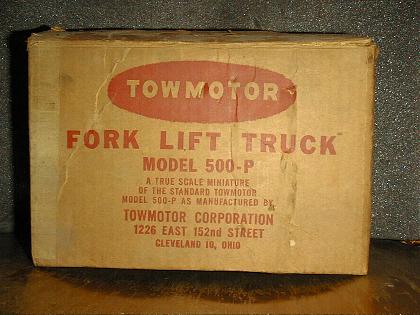 TOWMOTOR
FORK LIFT TRUCK
MODEL 500-P
A TRUE SCALE MINIATURE
OF THE STANDARD TOWMOTOR
MODEL 500-P AS MANUFACTURED BY
TOWMOTOR CORPORATION
1226 EAST 152nd STREET
CLEVELAND 10, OHIO